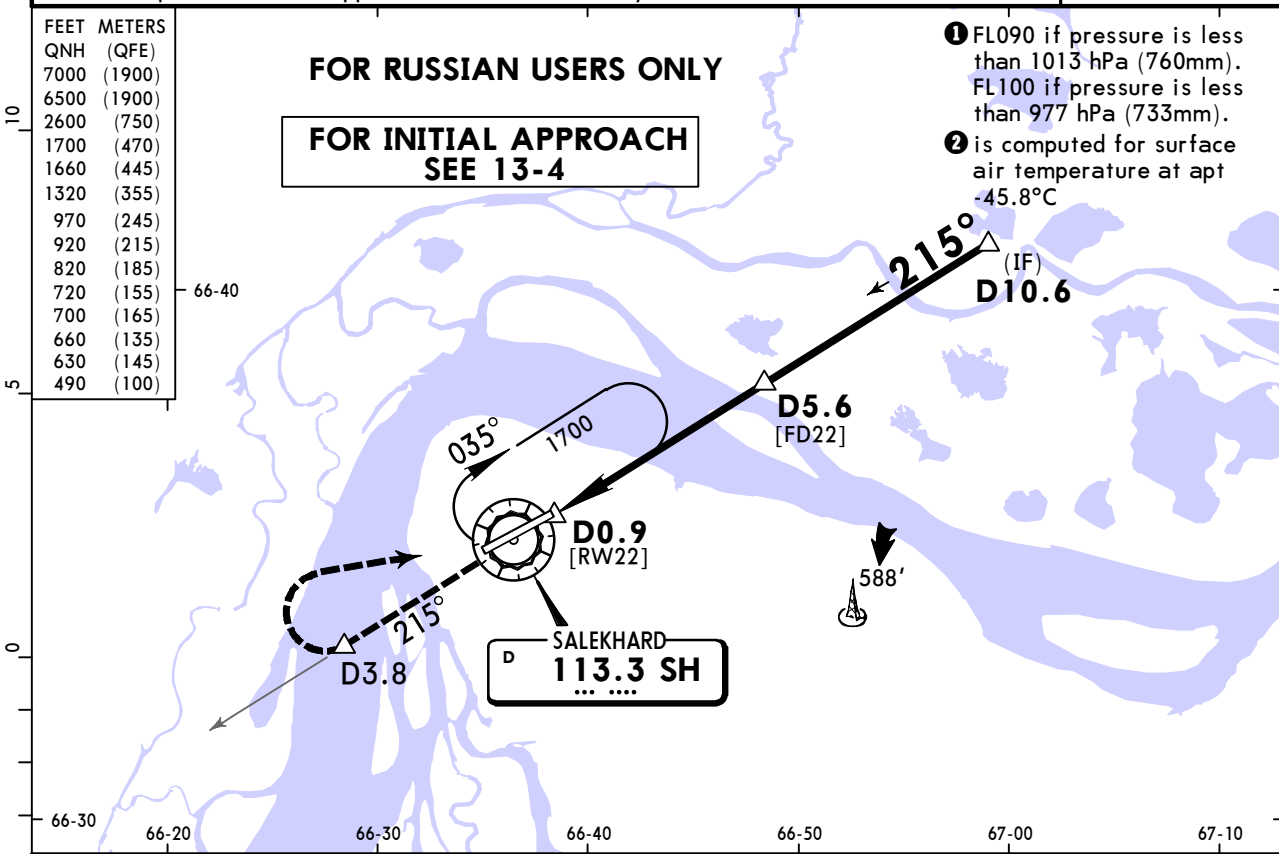 FEET METERS
QNH (QFE)
7000 (1900)
6500 (1900)
2600 (750)
1700 (470)
1660 (445)
1320 (355)
970 (245)
920 (215)
820 (185)
720 (155)
700 (165)
660 (135)
630 (145)
490 (100)
FOR RUSSIAN USERS ONLY
FOR INITIAL APPROACH
SEE 13-4
❶ FL090 if pressure is less
than 1013 hPa (760mm).
FL100 if pressure is less
than 977 hPa (733mm).
❷ is computed for surface
air temperature at apt
-45.8°C
10
5
0
66-40
215°
(IF)
D10.6
D5.6
[FD22]
035°
1700
D0.9
[RW22]
588'
215°
D3.8
SALEKHARD
D 113.3 SH
... ....
66-30
66-20
66-30
66-40
66-50
67-00
67-10